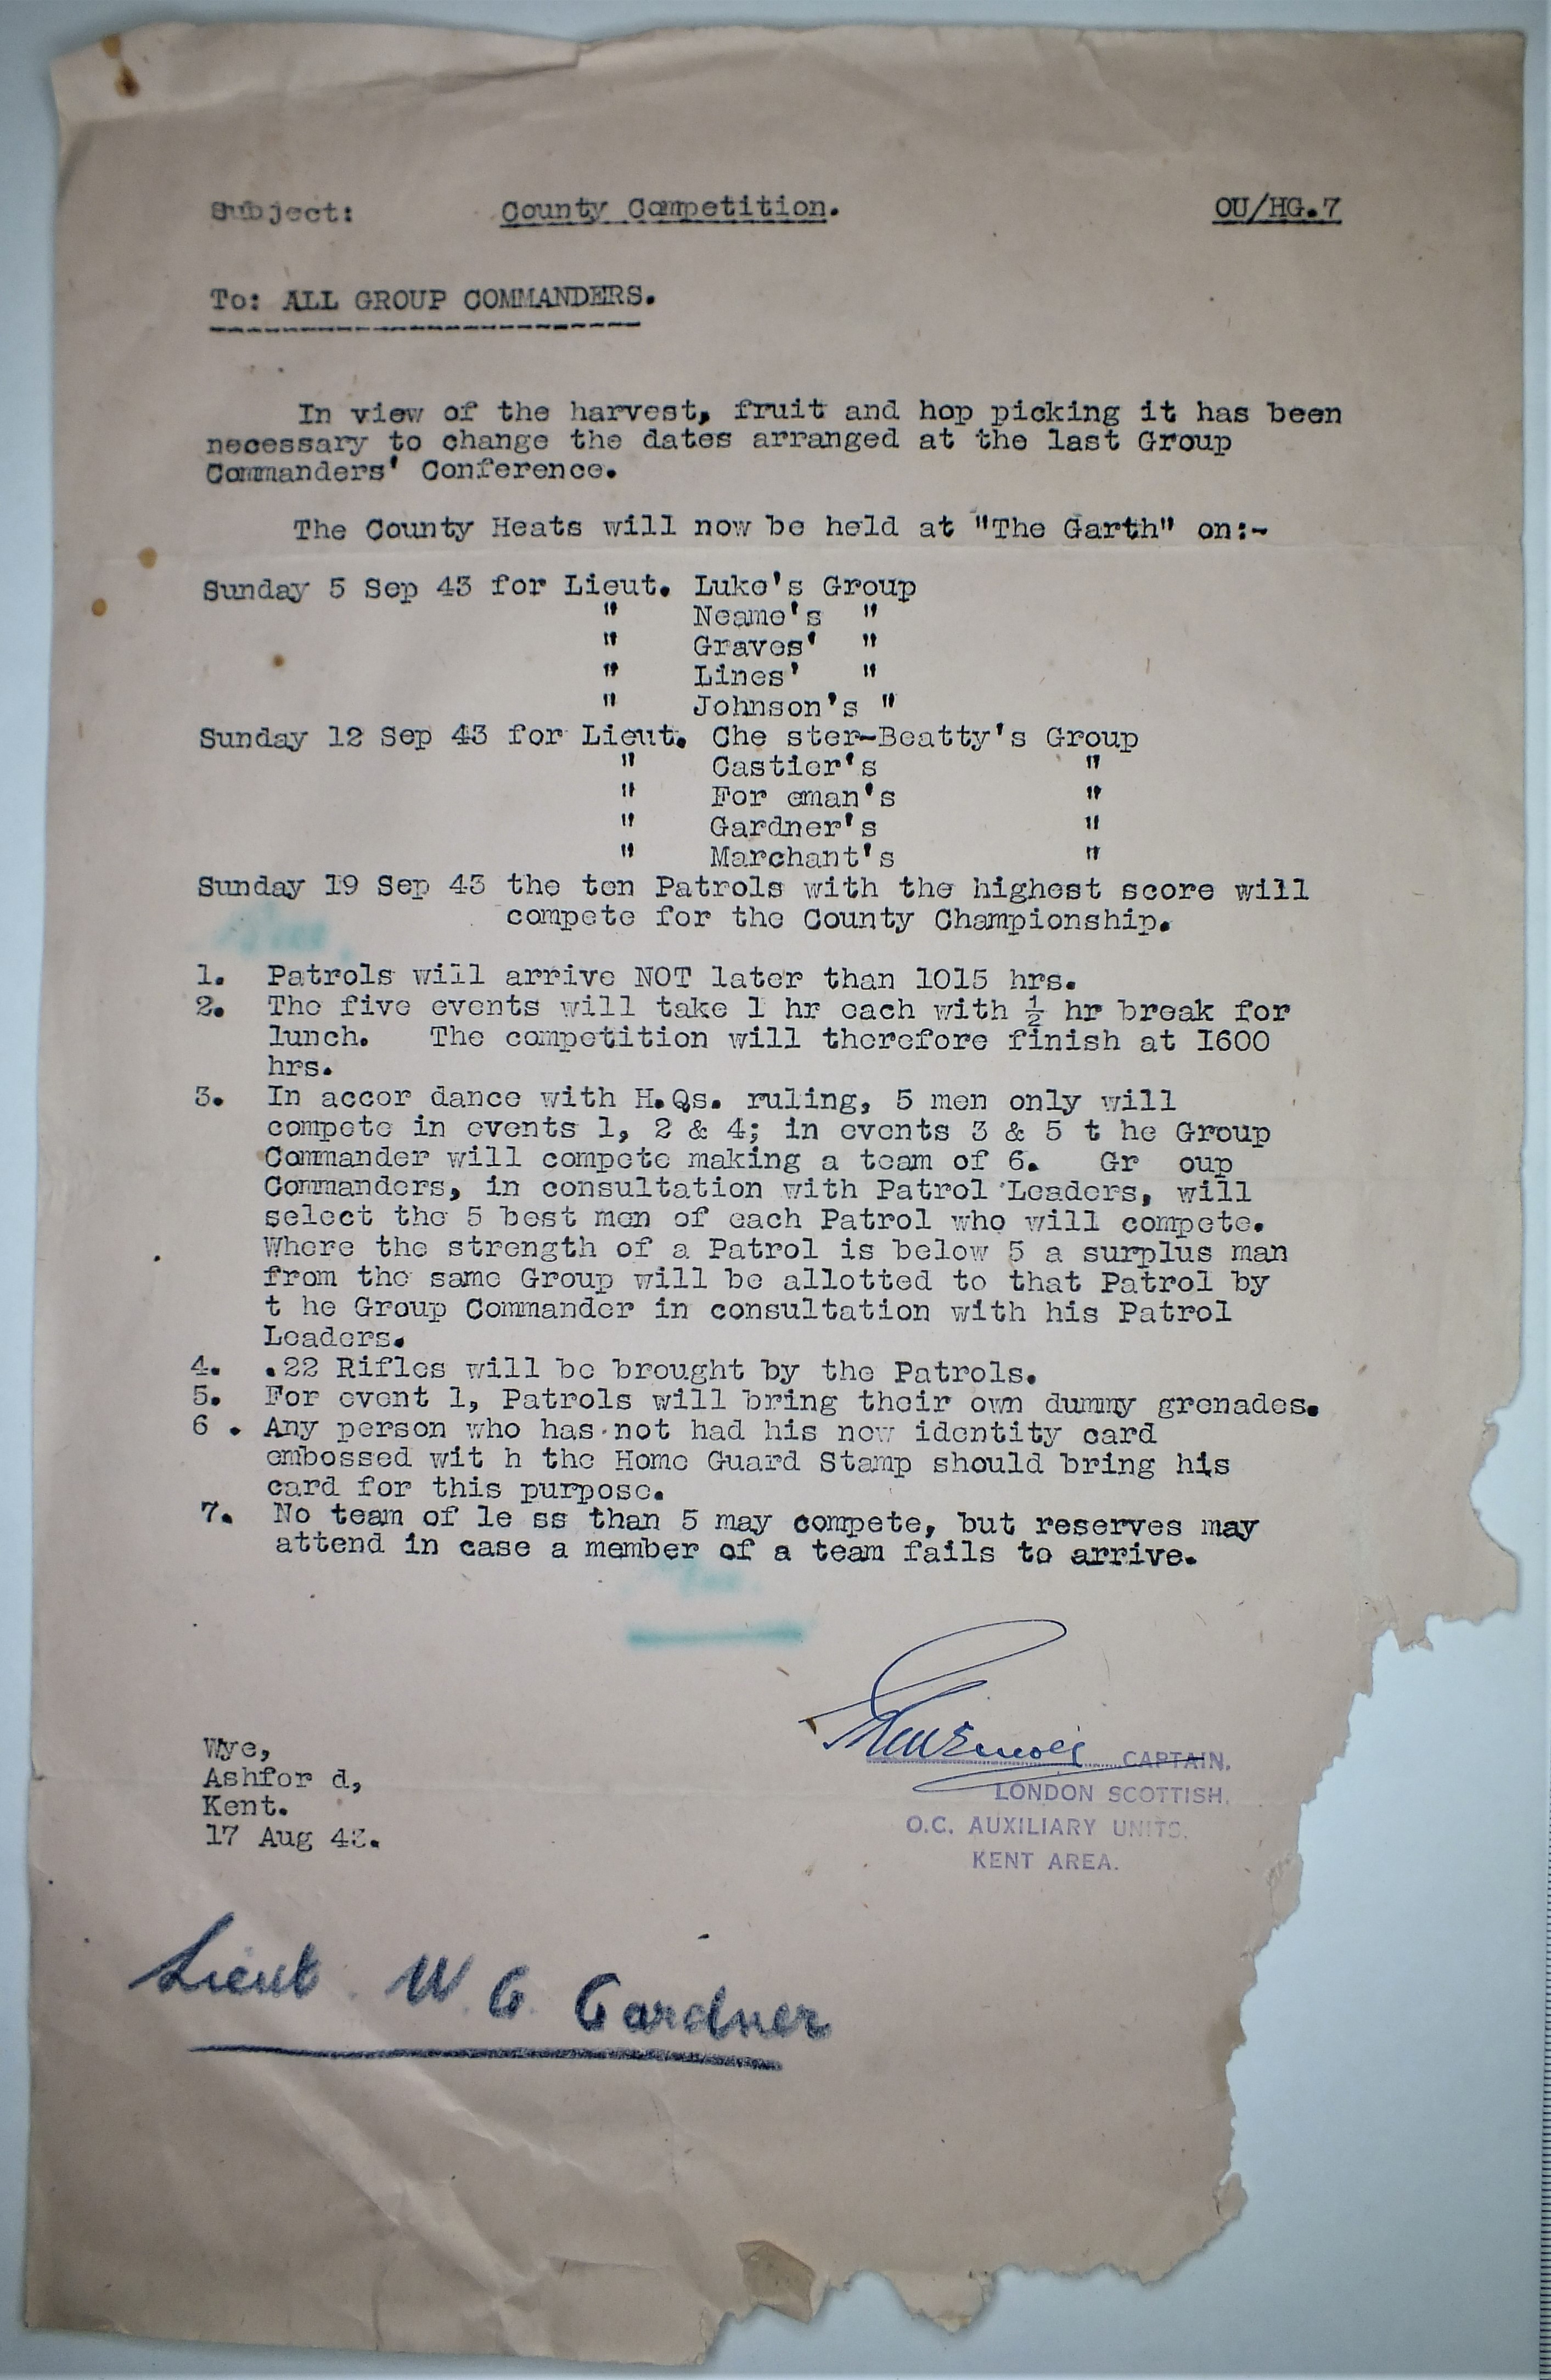 Subject: County Competition. OU/HG.7
To: ALL GROUP COMMANDERS.
In view of the harvest, fruit and hop picking it has been
necessary to change the dates arranged at the last Group
Commanders' Conference.
The County Heats will now be held at "The Garth" on:-
Sunday 5 Sep 43 for Lieut. Luke's Group
" Neame's "
" Graves' "
" Lines' "
" Johnson's "
Sunday 12 Sep 43 for Lieut. Che ster-Beatty's Group
" Castier's "
" For eman's "
" Gardner's "
" Marchant's "
Sunday 19 Sep 43 the ten Patrols with the highest score will
compete for the County Championship.
1. Patrols will arrive NOT later than 1015 hrs.
2. The five events will take 1 hr each with ½ hr break for
lunch. The competition will therefore finish at I600
hrs.
3. In accor dance with H.Qs. ruling, 5 men only will
compete in events 1, 2 & 4; in events 3 & 5 t he Group
Commander will compete making a team of 6. Gr oup
Commanders, in consultation with Patrol Leaders, will
select the 5 best men of each Patrol who will compete.
Where the strength of a Patrol is below 5 a surplus man
from the same Group will be allotted to that Patrol by
t he Group Commander in consultation with his Patrol
Leaders.
4. .22 Rifles will be brought by the Patrols.
5. For event 1, Patrols will bring their own dummy grenades.
6 . Any person who has not had his new identity card
embossed wit h the Home Guard Stamp should bring his
card for this purpose.
7. No team of le ss than 5 may compete, but reserves may
attend in case a member of a team fails to arrive.
CAPTAIN,
Wye,
Ashfor d,
Kent.
17 Aug 43.
LONDON SCOTTISH.
O.C. AUXILIARY UNITS.
KENT AREA.
Lieut. W G Gardner